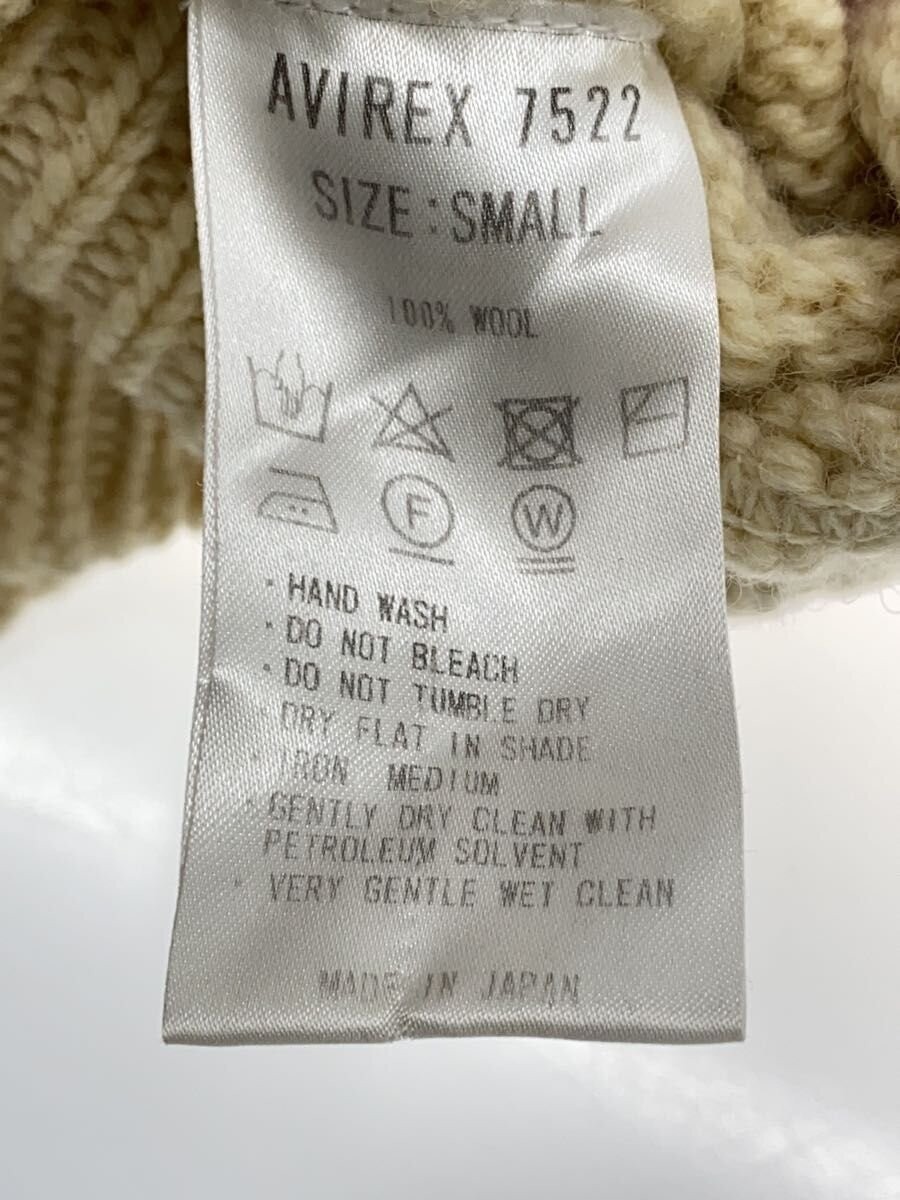 AVIREX 7522
SIZE:SMALL
100% WOOL
F
W
· HAND WASH
· DO NOT BLEACH
· DO NOT TUMBLE DRY
· DRY FLAT IN SHADE
· IRON MEDIUM
· GENTLY DRY CLEAN WITH
PETROLEUM SOLVENT
· VERY GENTLE WET CLEAN
MADE IN JAPAN